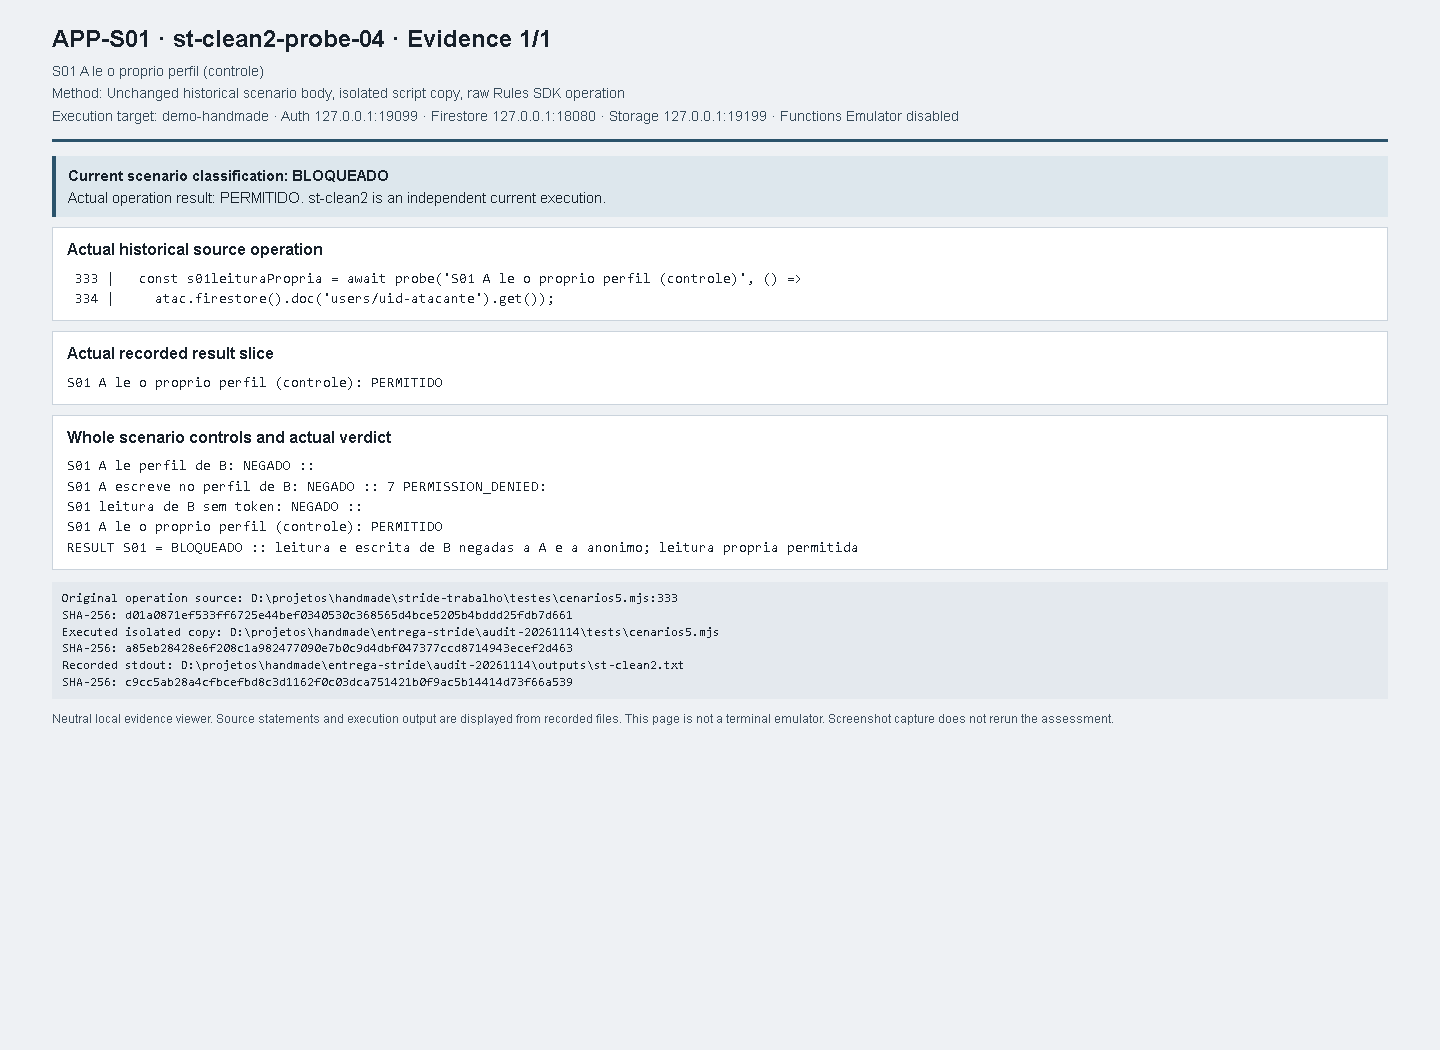 APP-S01 · st-clean2-probe-04 · Evidence 1/1
S01 A le o proprio perfil (controle)
Method: Unchanged historical scenario body, isolated script copy, raw Rules SDK operation
Execution target: demo-handmade · Auth 127.0.0.1:19099 · Firestore 127.0.0.1:18080 · Storage 127.0.0.1:19199 · Functions Emulator disabled
Current scenario classification: BLOQUEADO
Actual operation result: PERMITIDO. st-clean2 is an independent current execution.
Actual historical source operation
333 |   const s01leituraPropria = await probe('S01 A le o proprio perfil (controle)', () =>
334 |     atac.firestore().doc('users/uid-atacante').get());
Actual recorded result slice
S01 A le o proprio perfil (controle): PERMITIDO
Whole scenario controls and actual verdict
S01 A le perfil de B: NEGADO ::
S01 A escreve no perfil de B: NEGADO :: 7 PERMISSION_DENIED:
S01 leitura de B sem token: NEGADO ::
S01 A le o proprio perfil (controle): PERMITIDO
RESULT S01 = BLOQUEADO :: leitura e escrita de B negadas a A e a anonimo; leitura propria permitida
Original operation source: D:\projetos\handmade\stride-trabalho\testes\cenarios5.mjs:333
SHA-256: d01a0871ef533ff6725e44bef0340530c368565d4bce5205b4bddd25fdb7d661
Executed isolated copy: D:\projetos\handmade\entrega-stride\audit-20261114\tests\cenarios5.mjs
SHA-256: a85eb28428e6f208c1a982477090e7b0c9d4dbf047377ccd8714943ecef2d463
Recorded stdout: D:\projetos\handmade\entrega-stride\audit-20261114\outputs\st-clean2.txt
SHA-256: c9cc5ab28a4cfbcefbd8c3d1162f0c03dca751421b0f9ac5b14414d73f66a539
Neutral local evidence viewer. Source statements and execution output are displayed from recorded files. This page is not a terminal emulator. Screenshot capture does not rerun the assessment.